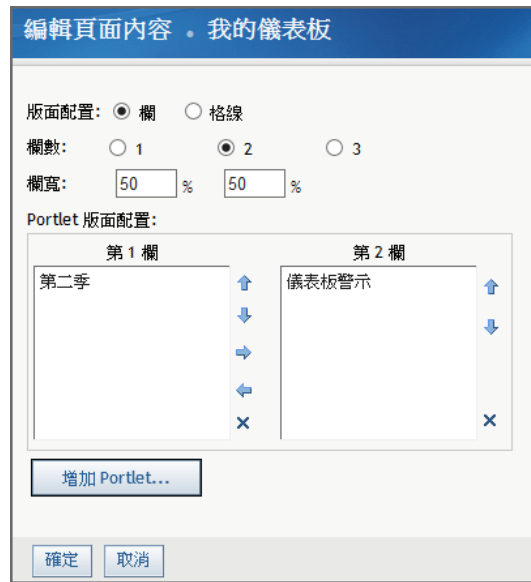 編輯頁面內容 . 我的儀表板
版面配置: 欄 格線
欄數: 1 2 3
欄寬: 50 % 50 %
Portlet 版面配置:
第 1 欄 第 2 欄
第二季 儀表板警示
增加 Portlet...
確定 取消